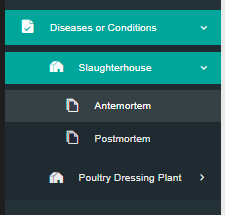 Diseases or Conditions
Slaughterhouse
Antemortem
Postmortem
Poultry Dressing Plant